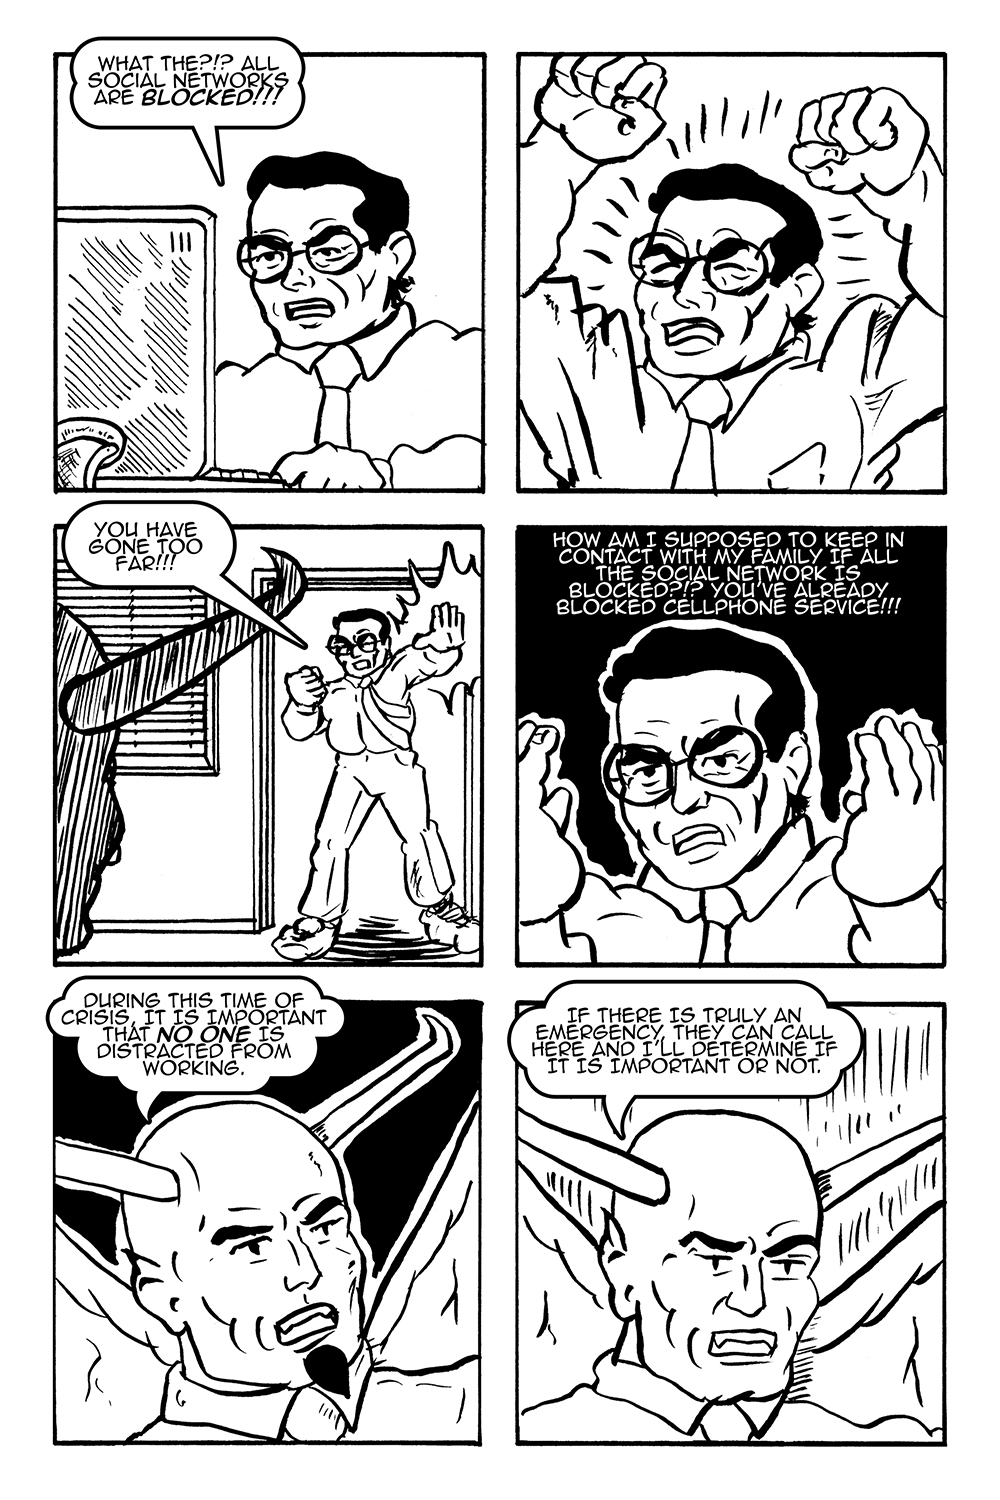 WHAT THE?!? ALL
SOCIAL NETWORKS
ARE BLOCKED!!!
YOU HAVE
GONE TOO
FAR!!!
HOW AM I SUPPOSED TO KEEP IN
CONTACT WITH MY FAMILY IF ALL
THE SOCIAL NETWORK IS
BLOCKED?!? YOU'VE ALREADY
BLOCKED CELLPHONE SERVICE!!!
DURING THIS TIME OF
CRISIS, IT IS IMPORTANT
THAT NO ONE IS
DISTRACTED FROM
WORKING.
IF THERE IS TRULY AN
EMERGENCY, THEY CAN CALL
HERE AND I'LL DETERMINE IF
IT IS IMPORTANT OR NOT.